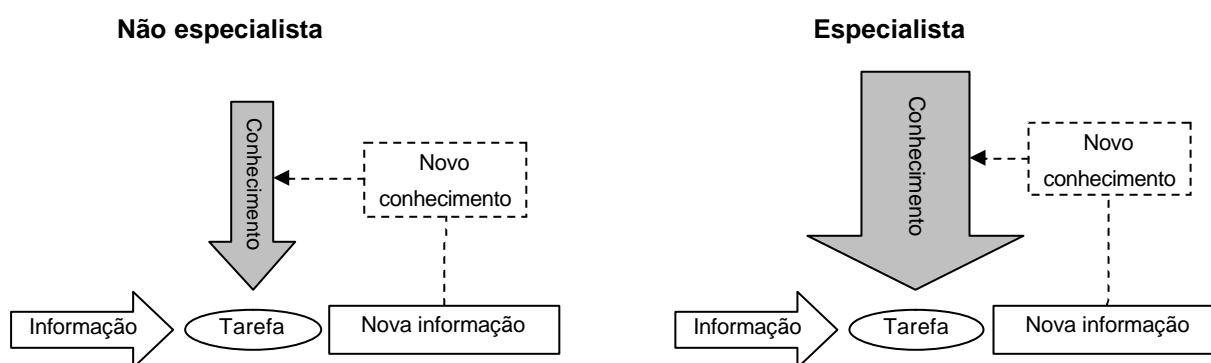 Não especialista
Conhecimento
Novo
conhecimento
Informação
Tarefa
Nova informação
Especialista
Conhecimento
Novo
conhecimento
Informação
Tarefa
Nova informação